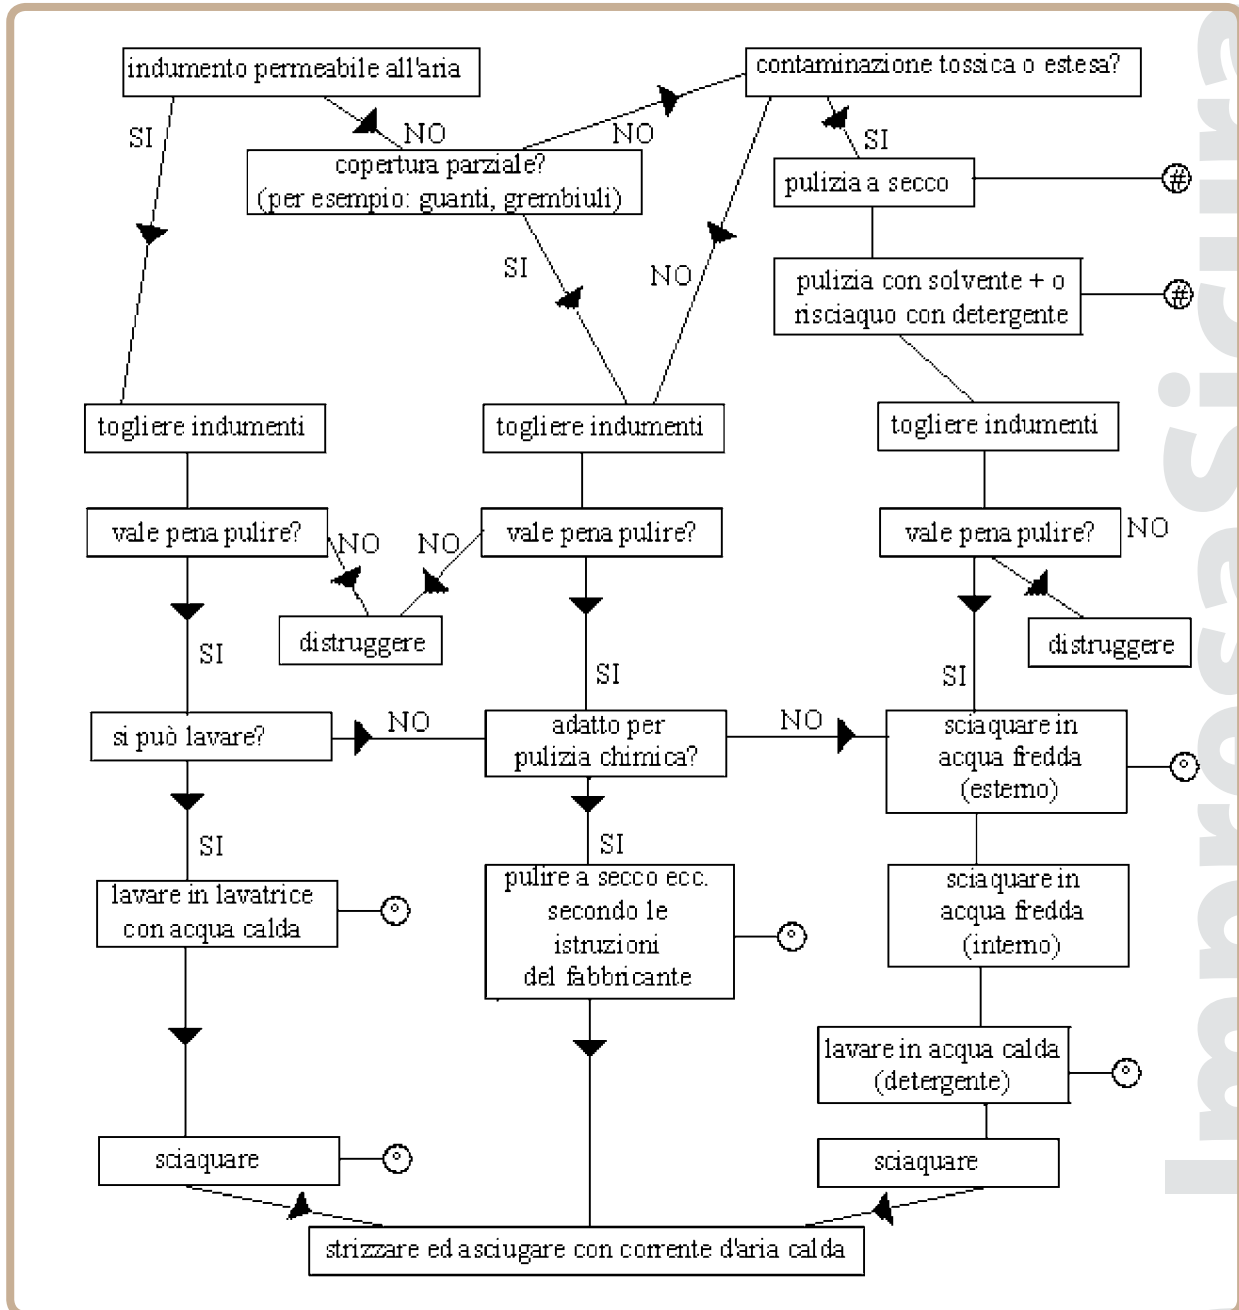 indumento permeabile all'aria
contaminazione tossica o estesa?
SI
NO
NO
SI
copertura parziale?
(per esempio: guanti, grembiuli)
pulizia a secco
#
SI
NO
pulizia con solvente + o
risciaquo con detergente
#
togliere indumenti
togliere indumenti
togliere indumenti
vale pena pulire?
NO
NO
vale pena pulire?
vale pena pulire?
NO
distruggere
distruggere
SI
SI
SI
si può lavare?
NO
adatto per
pulizia chimica?
NO
sciaquare in
acqua fredda
(esterno)
°
SI
SI
lavare in lavatrice
con acqua calda
°
pulire a secco ecc.
secondo le
istruzioni
del fabbricante
°
sciaquare in
acqua fredda
(interno)
lavare in acqua calda
(detergente)
°
sciaquare
°
sciaquare
strizzare ed asciugare con corrente d'aria calda
ImpresaSicura